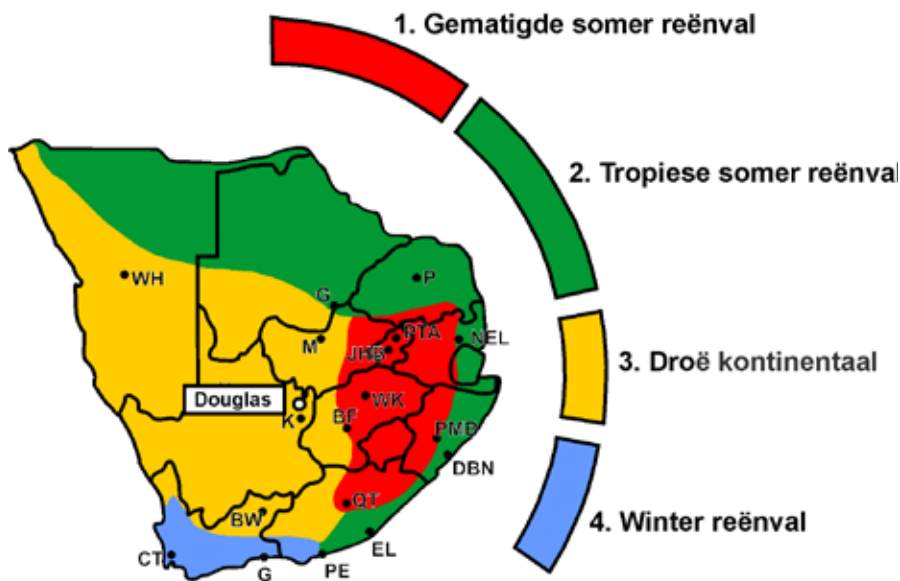 1. Gematigde somer reënval
2. Tropiese somer reënval
WH
P
G
PTA
M
JHB
NEL
3. Droë kontinentaal
Douglas
WK
K
BF
PMB
DBN
QT
BW
4. Winter reënval
EL
CT
G
PE